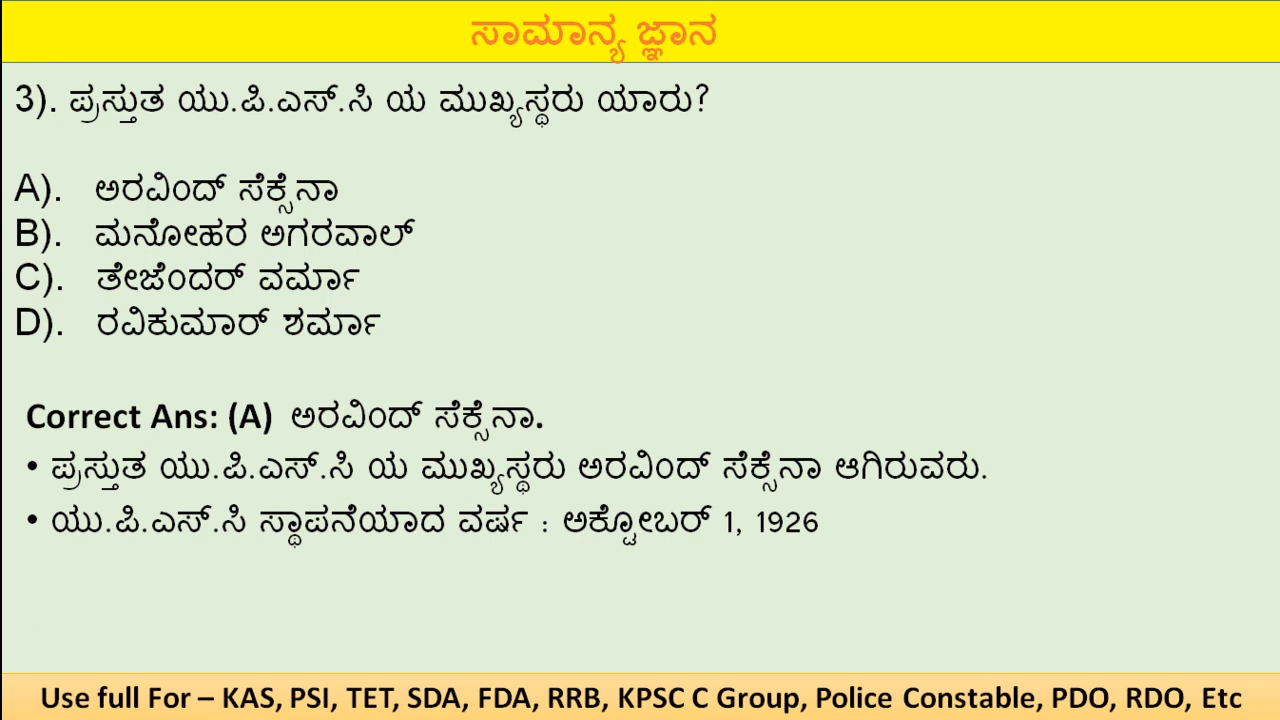 ಸಾಮಾನ್ಯ ಜ್ಞಾನ
3). ಪ್ರಸ್ತುತ ಯು.ಪಿ.ಎಸ್.ಸಿ ಯ ಮುಖ್ಯಸ್ಥರು ಯಾರು?
A). ಅರವಿಂದ್ ಸೆಕ್ಸೆನಾ
B). ಮನೋಹರ ಅಗರವಾಲ್
C). ತೇಜೆಂದರ್ ವರ್ಮಾ
D). ರವಿಕುಮಾರ್ ಶರ್ಮಾ
Correct Ans: (A) ಅರವಿಂದ್ ಸೆಕ್ಸೆನಾ.
• ಪ್ರಸ್ತುತ ಯು.ಪಿ.ಎಸ್.ಸಿ ಯ ಮುಖ್ಯಸ್ಥರು ಅರವಿಂದ್ ಸೆಕ್ಸೆನಾ ಆಗಿರುವರು.
• ಯು.ಪಿ.ಎಸ್.ಸಿ ಸ್ಥಾಪನೆಯಾದ ವರ್ಷ : ಅಕ್ಟೋಬರ್ 1, 1926
Use full For – KAS, PSI, TET, SDA, FDA, RRB, KPSC C Group, Police Constable, PDO, RDO, Etc